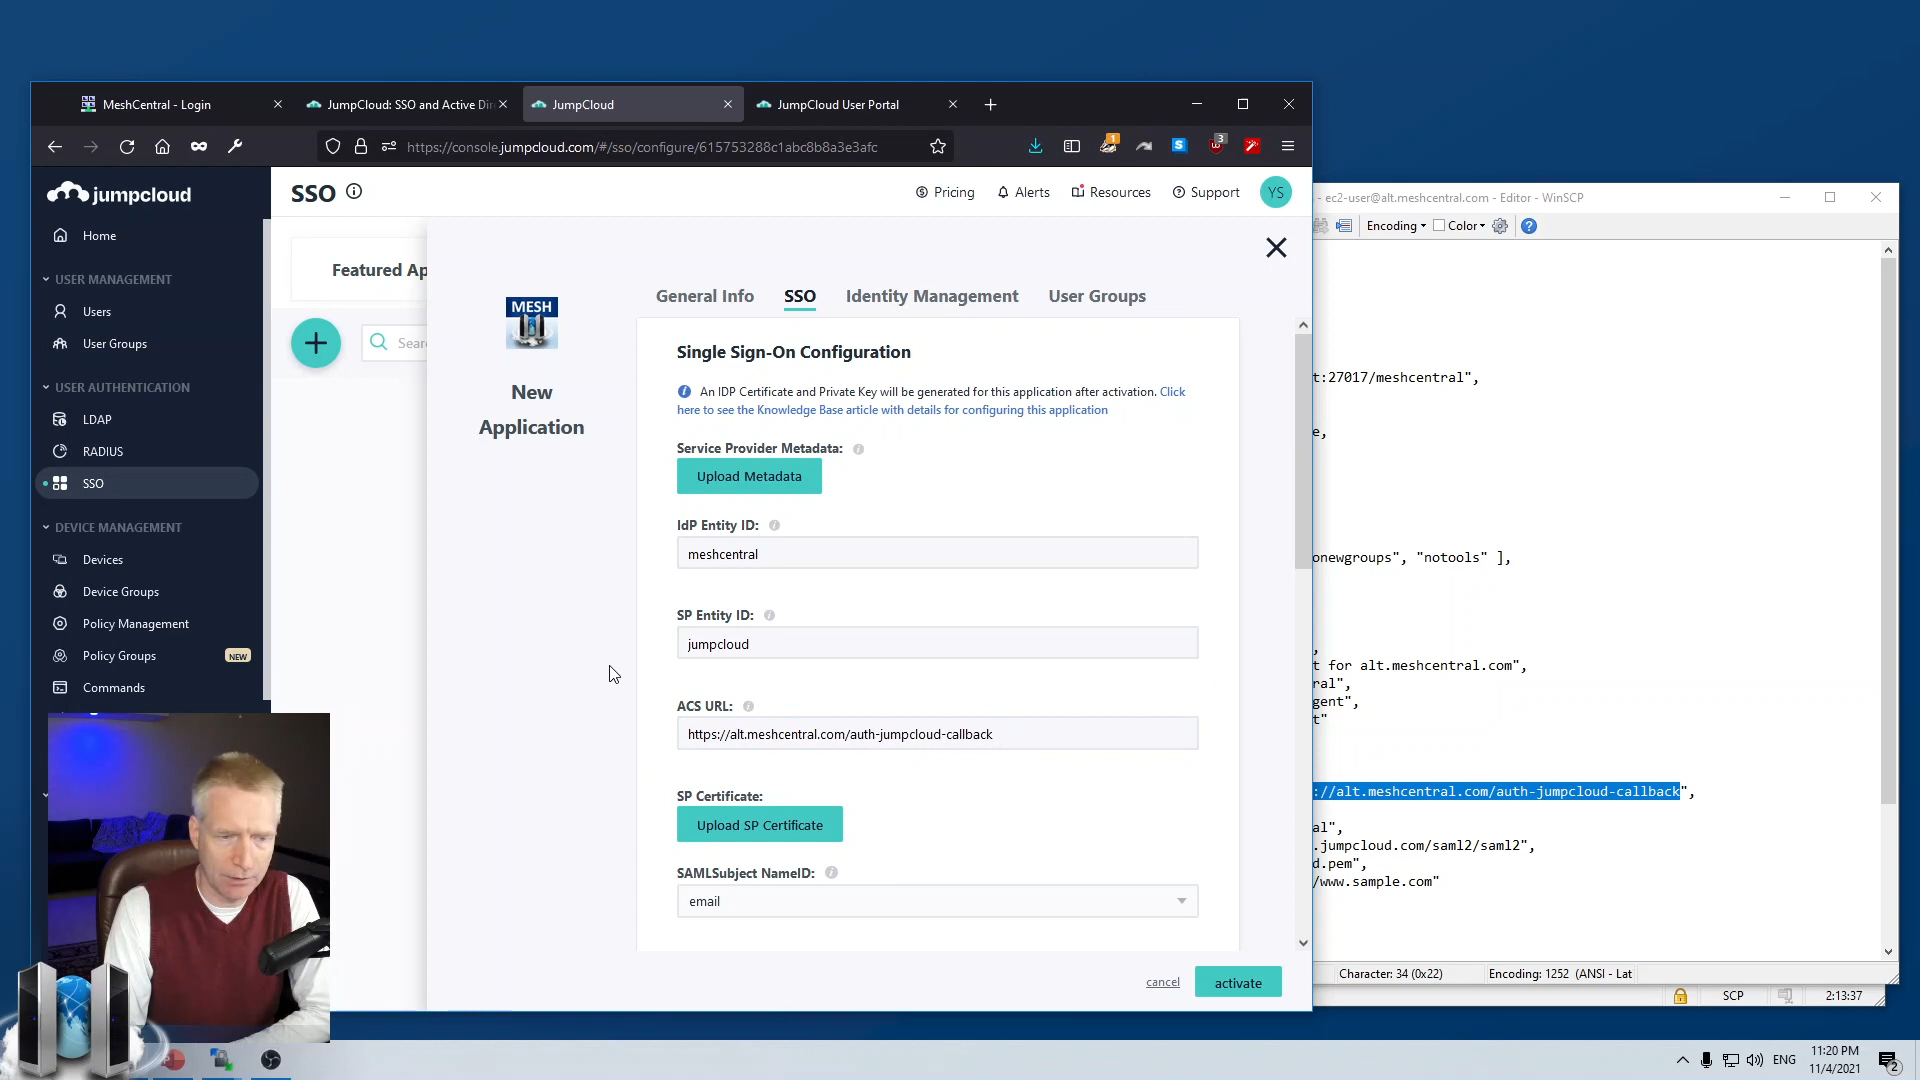 MeshCentral - Login
JumpCloud: SSO and Active Dir
JumpCloud
JumpCloud User Portal
https://console.jumpcloud.com/#/sso/configure/615753288c1abc8b8a3e3afc
1
S
3
jumpcloud
SSO
Pricing
Alerts
Resources
Support
YS
Home
USER MANAGEMENT
Users
User Groups
USER AUTHENTICATION
LDAP
RADIUS
SSO
DEVICE MANAGEMENT
Devices
Device Groups
Policy Management
Policy Groups
NEW
Commands
Featured Ap
Sear
MESH
New
Application
General Info
SSO
Identity Management
User Groups
Single Sign-On Configuration
An IDP Certificate and Private Key will be generated for this application after activation. Click
here to see the Knowledge Base article with details for configuring this application
Service Provider Metadata:
Upload Metadata
IdP Entity ID:
meshcentral
SP Entity ID:
jumpcloud
ACS URL:
https://alt.meshcentral.com/auth-jumpcloud-callback
SP Certificate:
Upload SP Certificate
SAMLSubject NameID:
email
cancel
activate
- ec2-user@alt.meshcentral.com - Editor - WinSCP
Encoding
Color
t:27017/meshcentral",
e,
onewgroups", "notools" ],
,
t for alt.meshcentral.com",
ral",
gent",
t"
://alt.meshcentral.com/auth-jumpcloud-callback",
al",
.jumpcloud.com/saml2/saml2",
d.pem",
/www.sample.com"
Character: 34 (0x22)
Encoding: 1252 (ANSI - Lat
SCP
2:13:37
ENG
11:20 PM
11/4/2021
2